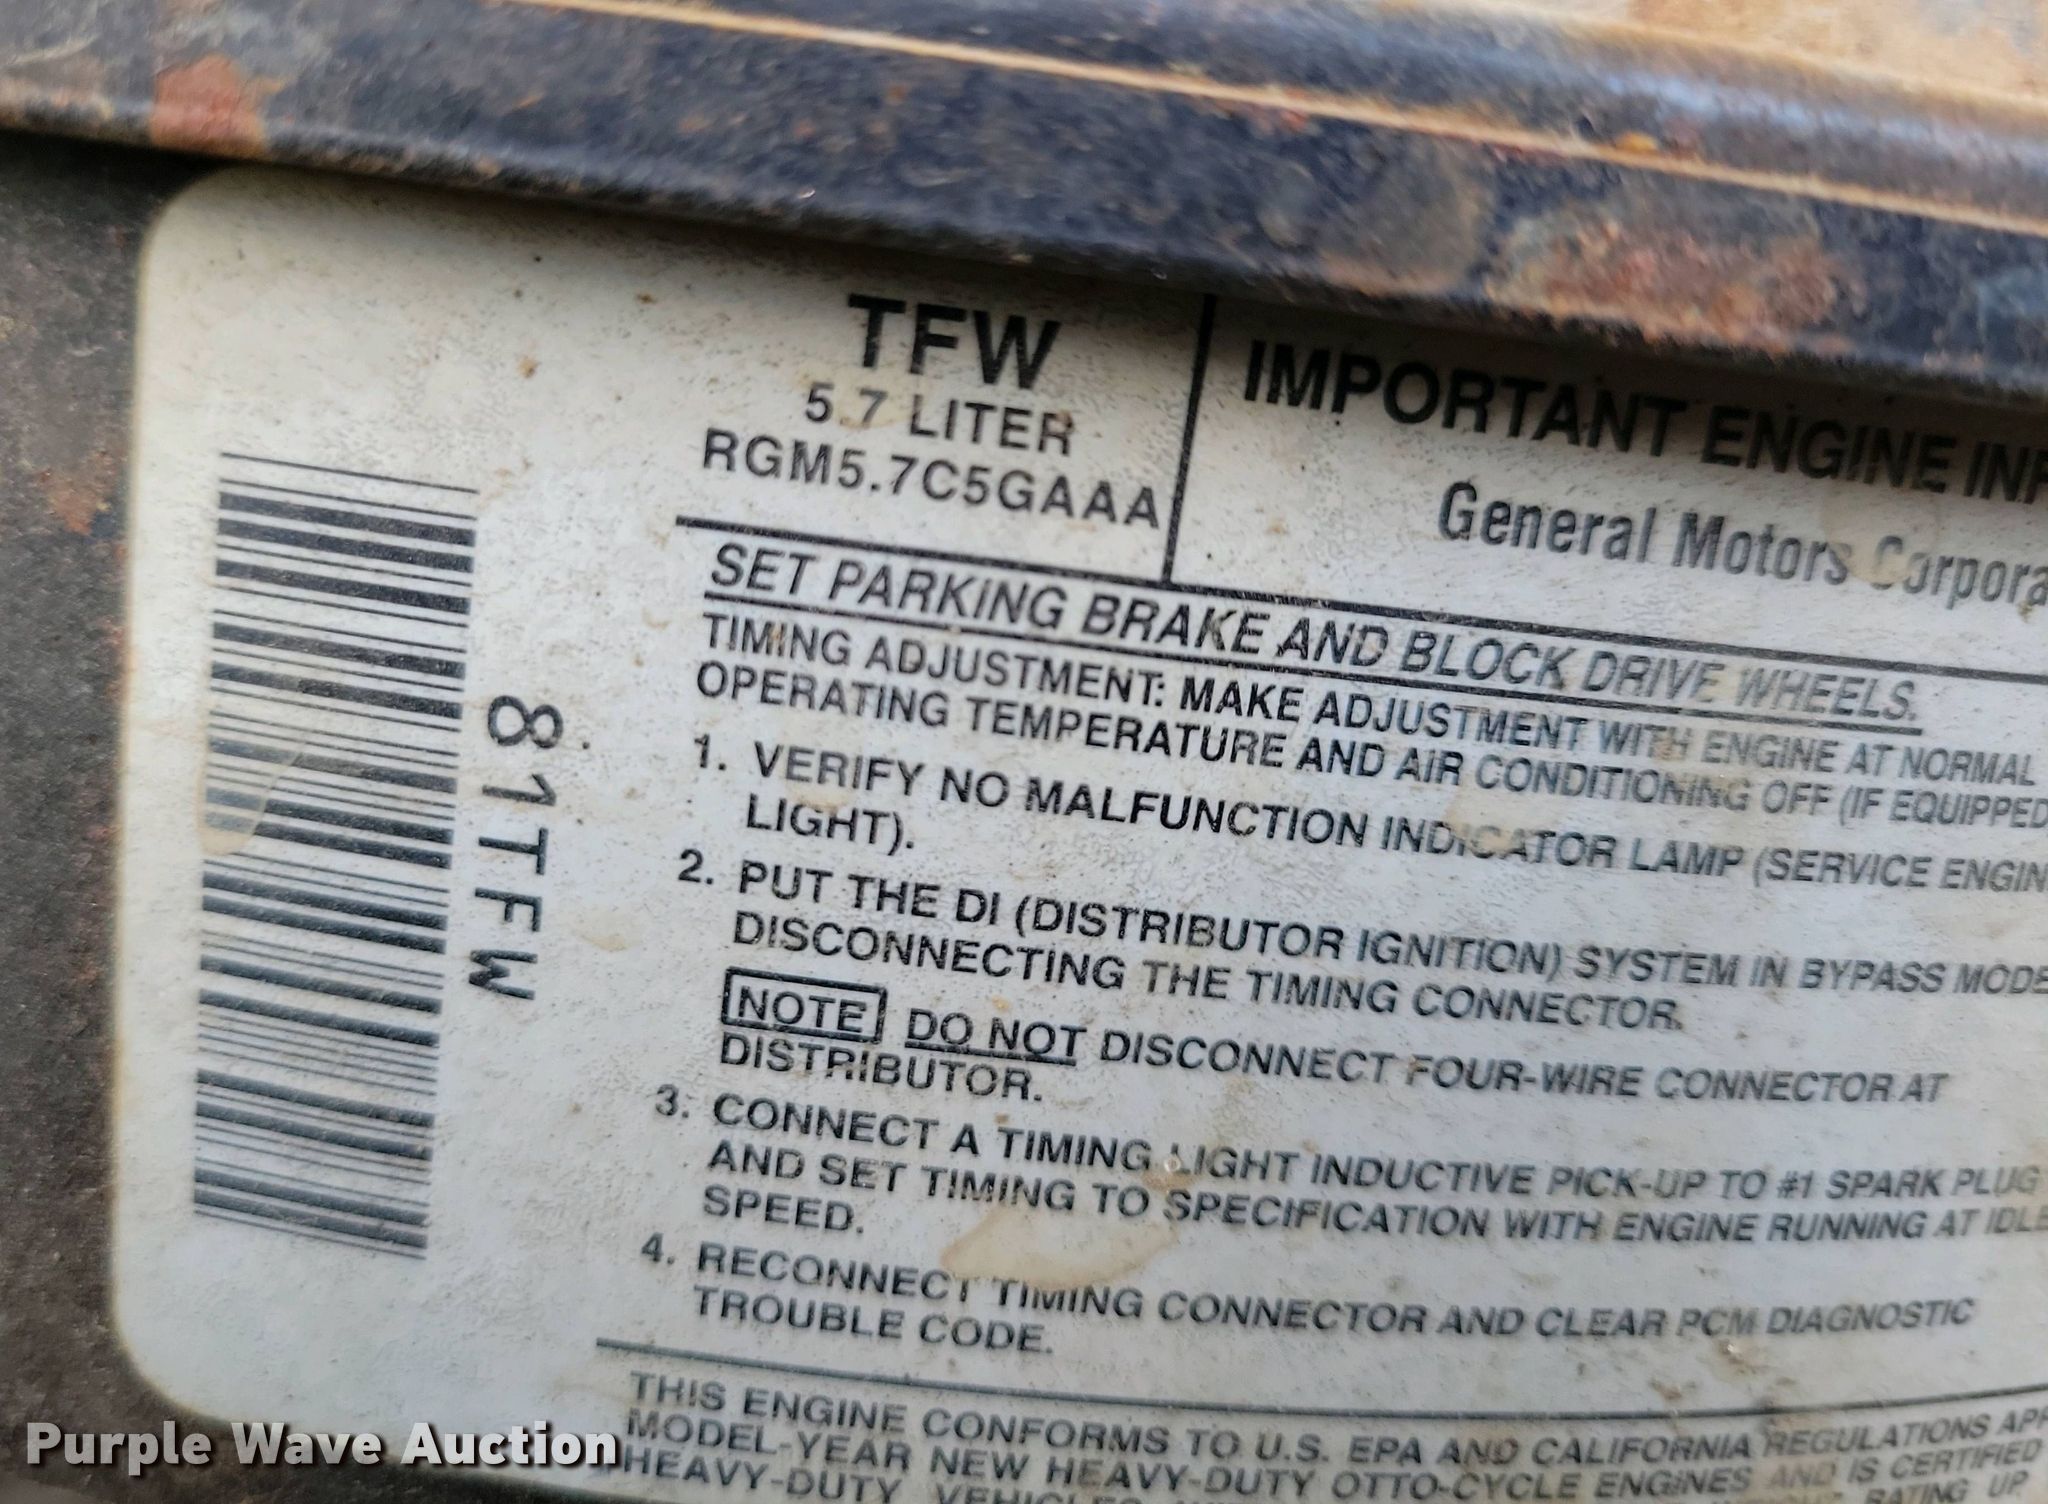 TFW
5.7 LITER
RGM5.7C5GAAA
IMPORTANT ENGINE INF
General Motors Corpora
81TFW
SET PARKING BRAKE AND BLOCK DRIVE WHEELS.
TIMING ADJUSTMENT: MAKE ADJUSTMENT WITH ENGINE AT NORMAL
OPERATING TEMPERATURE AND AIR CONDITIONING OFF (IF EQUIPPED
1. VERIFY NO MALFUNCTION INDICATOR LAMP (SERVICE ENGIN
LIGHT).
2. PUT THE DI (DISTRIBUTOR IGNITION) SYSTEM IN BYPASS MODE
DISCONNECTING THE TIMING CONNECTOR.
NOTE DO NOT DISCONNECT FOUR-WIRE CONNECTOR AT
DISTRIBUTOR.
3. CONNECT A TIMING LIGHT INDUCTIVE PICK-UP TO #1 SPARK PLUG
AND SET TIMING TO SPECIFICATION WITH ENGINE RUNNING AT IDLE
SPEED.
4. RECONNECT TIMING CONNECTOR AND CLEAR PCM DIAGNOSTIC
TROUBLE CODE.
THIS ENGINE CONFORMS TO U.S. EPA AND CALIFORNIA REGULATIONS APP
MODEL-YEAR NEW HEAVY-DUTY OTTO-CYCLE ENGINES AND IS CERTIFIED
HEAVY-DUTY RATING UP
Purple Wave Auction